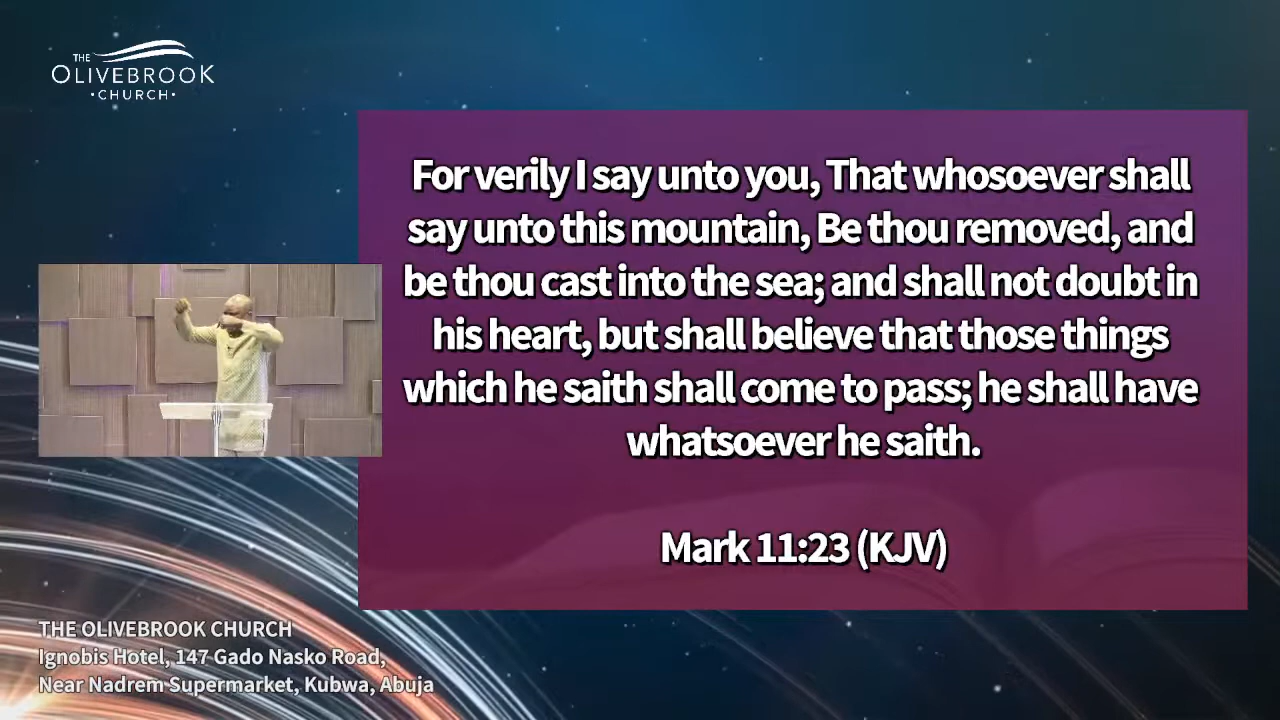 THE
OLIVEBROOK
·CHURCH·
For verily I say unto you, That whosoever shall
say unto this mountain, Be thou removed, and
be thou cast into the sea; and shall not doubt in
his heart, but shall believe that those things
which he saith shall come to pass; he shall have
whatsoever he saith.
Mark 11:23 (KJV)
THE OLIVEBROOK CHURCH
Ignobis Hotel, 147 Gado Nasko Road,
Near Nadrem Supermarket, Kubwa, Abuja